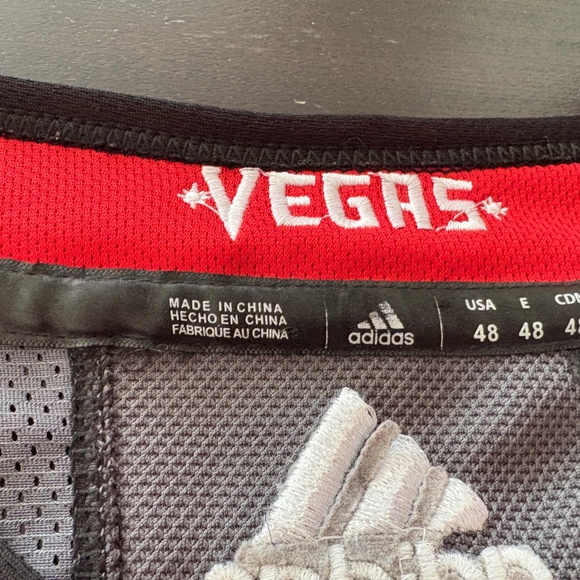 VEGAS
MADE IN CHINA
HECHO EN CHINA
FABRIQUÉ AU CHINA
adidas
USA E
48 48